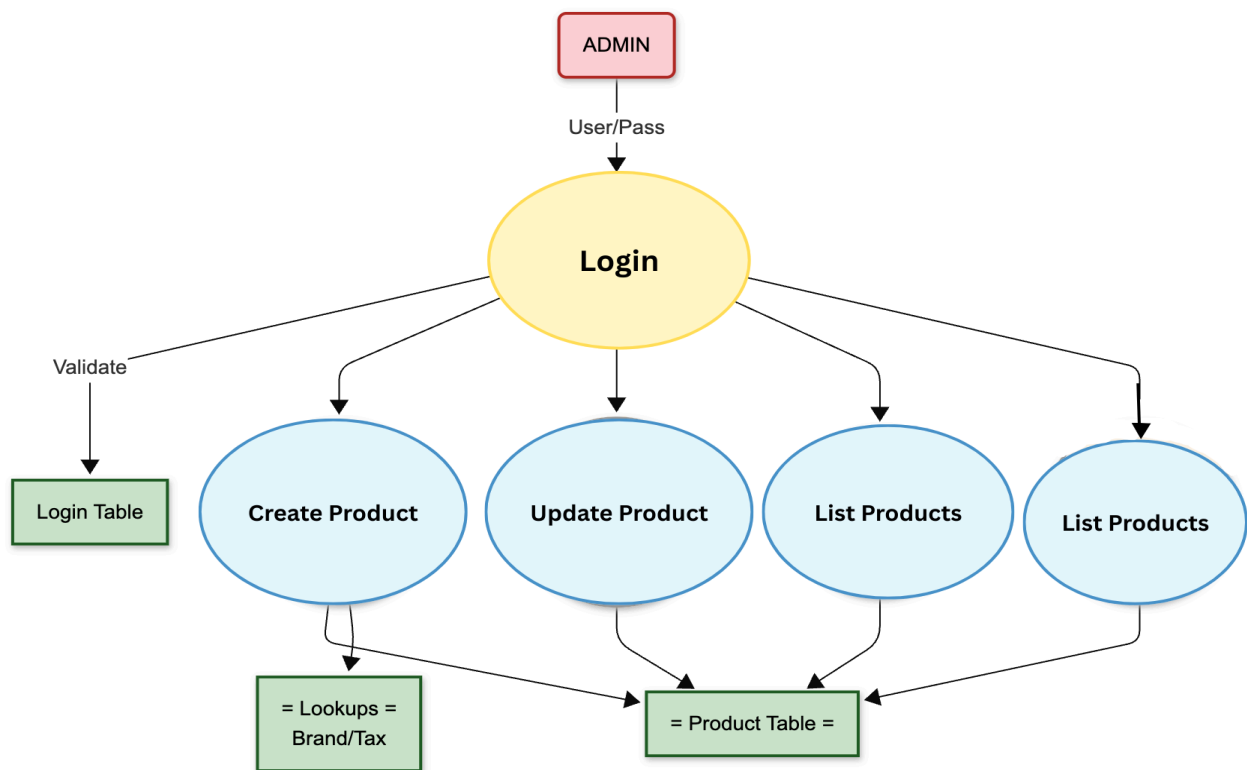 ADMIN
User/Pass
Login
Validate
Login Table
Create Product
Update Product
List Products
List Products
= Lookups =
Brand/Tax
= Product Table =